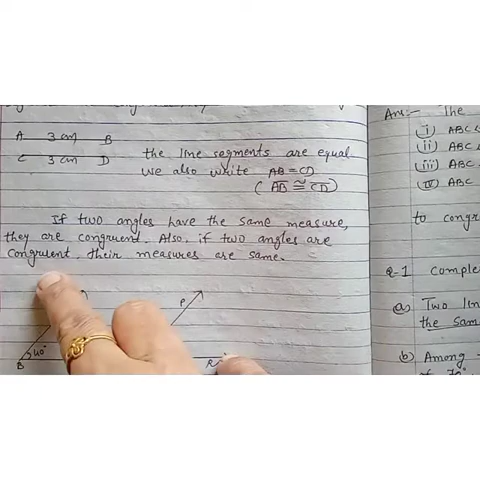 A 3 cm B
C 3 cm D
the line segments are equal.
we also write AB = CD
( AB ≅ CD )
If two angles have the same measure,
they are congruent. Also, if two angles are
congruent, their measures are same.
P
40°
B
R
Ans:- The
(i) ABC
(ii) ABC
(iii) ABC
(iv) ABC
to congr
Q-1 Comple
(a) Two lin
the sam
(b) Among
of 70°